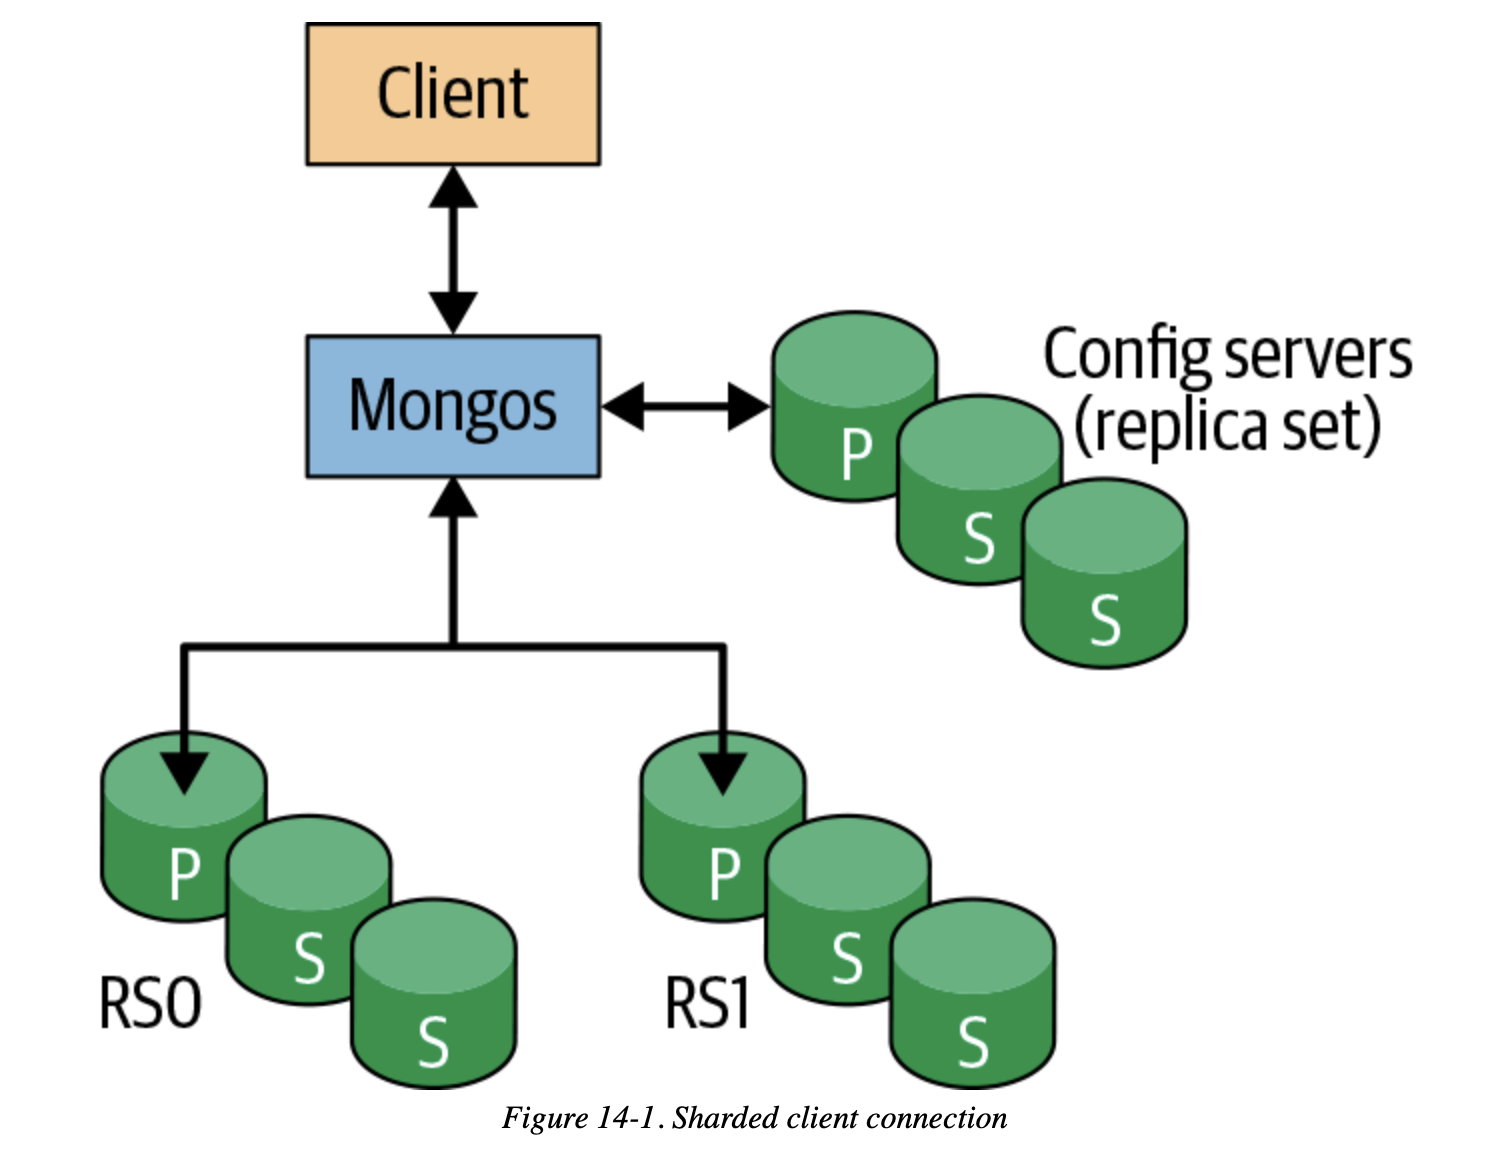 Client
Mongos
Config servers
(replica set)
P
S
S
P
S
S
RS0
P
S
S
RS1
Figure 14-1. Sharded client connection